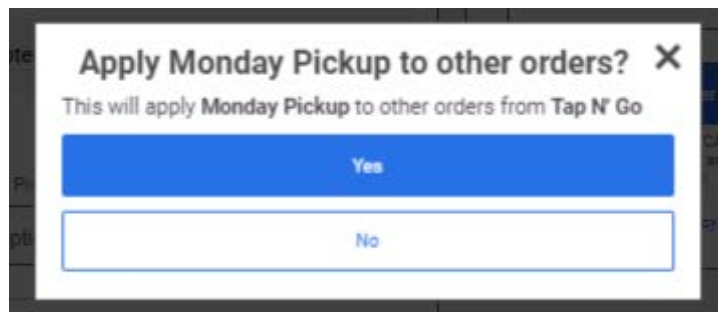 Apply Monday Pickup to other orders?
This will apply Monday Pickup to other orders from Tap N' Go
Yes
No